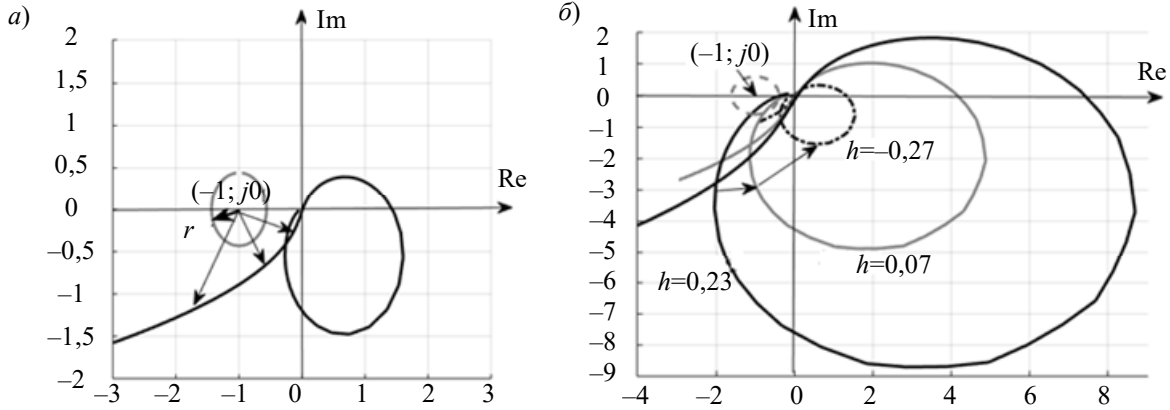 а)
Im
2
1,5
1
0,5
(–1; j0)
Re
0
r
–0,5
–1
–1,5
–2
–3 –2 –1 0 1 2 3
б)
Im
2
(–1; j0)
Re
1
0
–1
h=–0,27
–2
–3
–4
–5
h=0,07
–6
h=0,23
–7
–8
–9
–4 –2 0 2 4 6 8